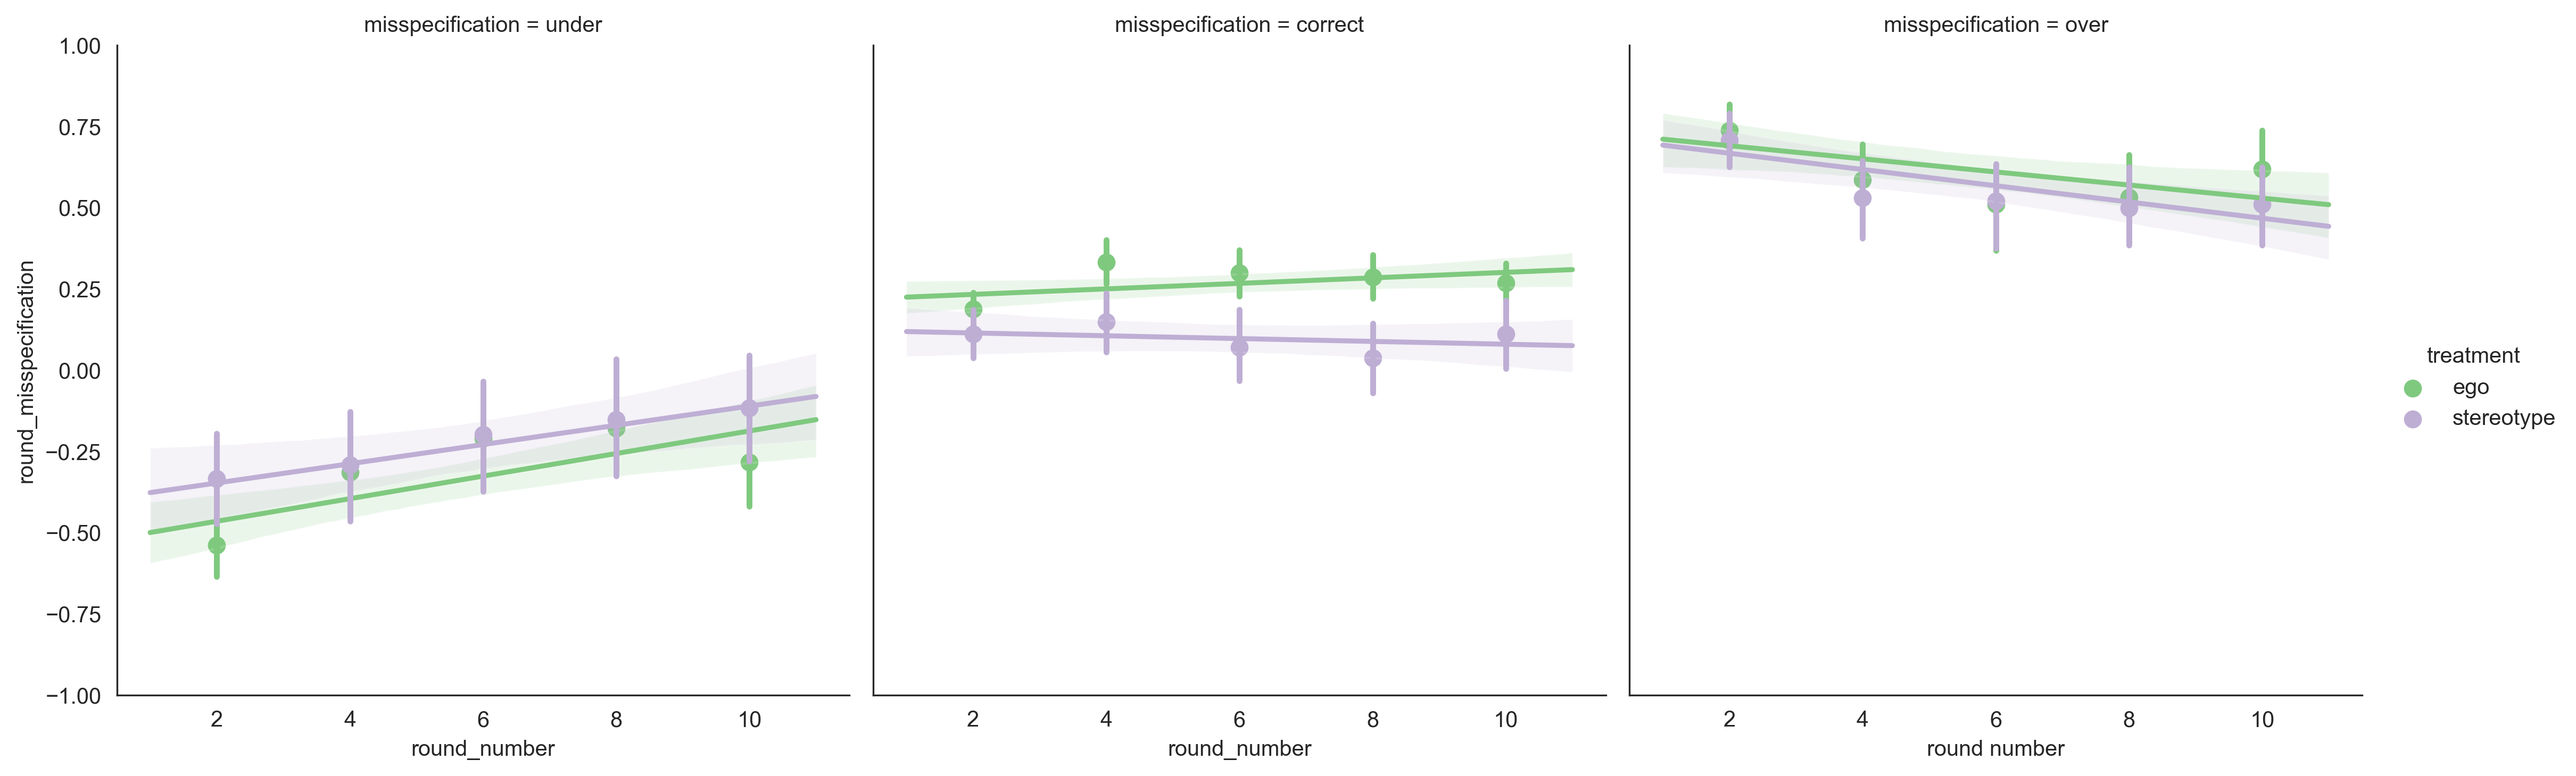 misspecification = under
misspecification = correct
misspecification = over
round_misspecification
1.00
0.75
0.50
0.25
0.00
−0.25
−0.50
−0.75
−1.00
2 4 6 8 10
2 4 6 8 10
2 4 6 8 10
round_number
round_number
round number
treatment
ego
stereotype